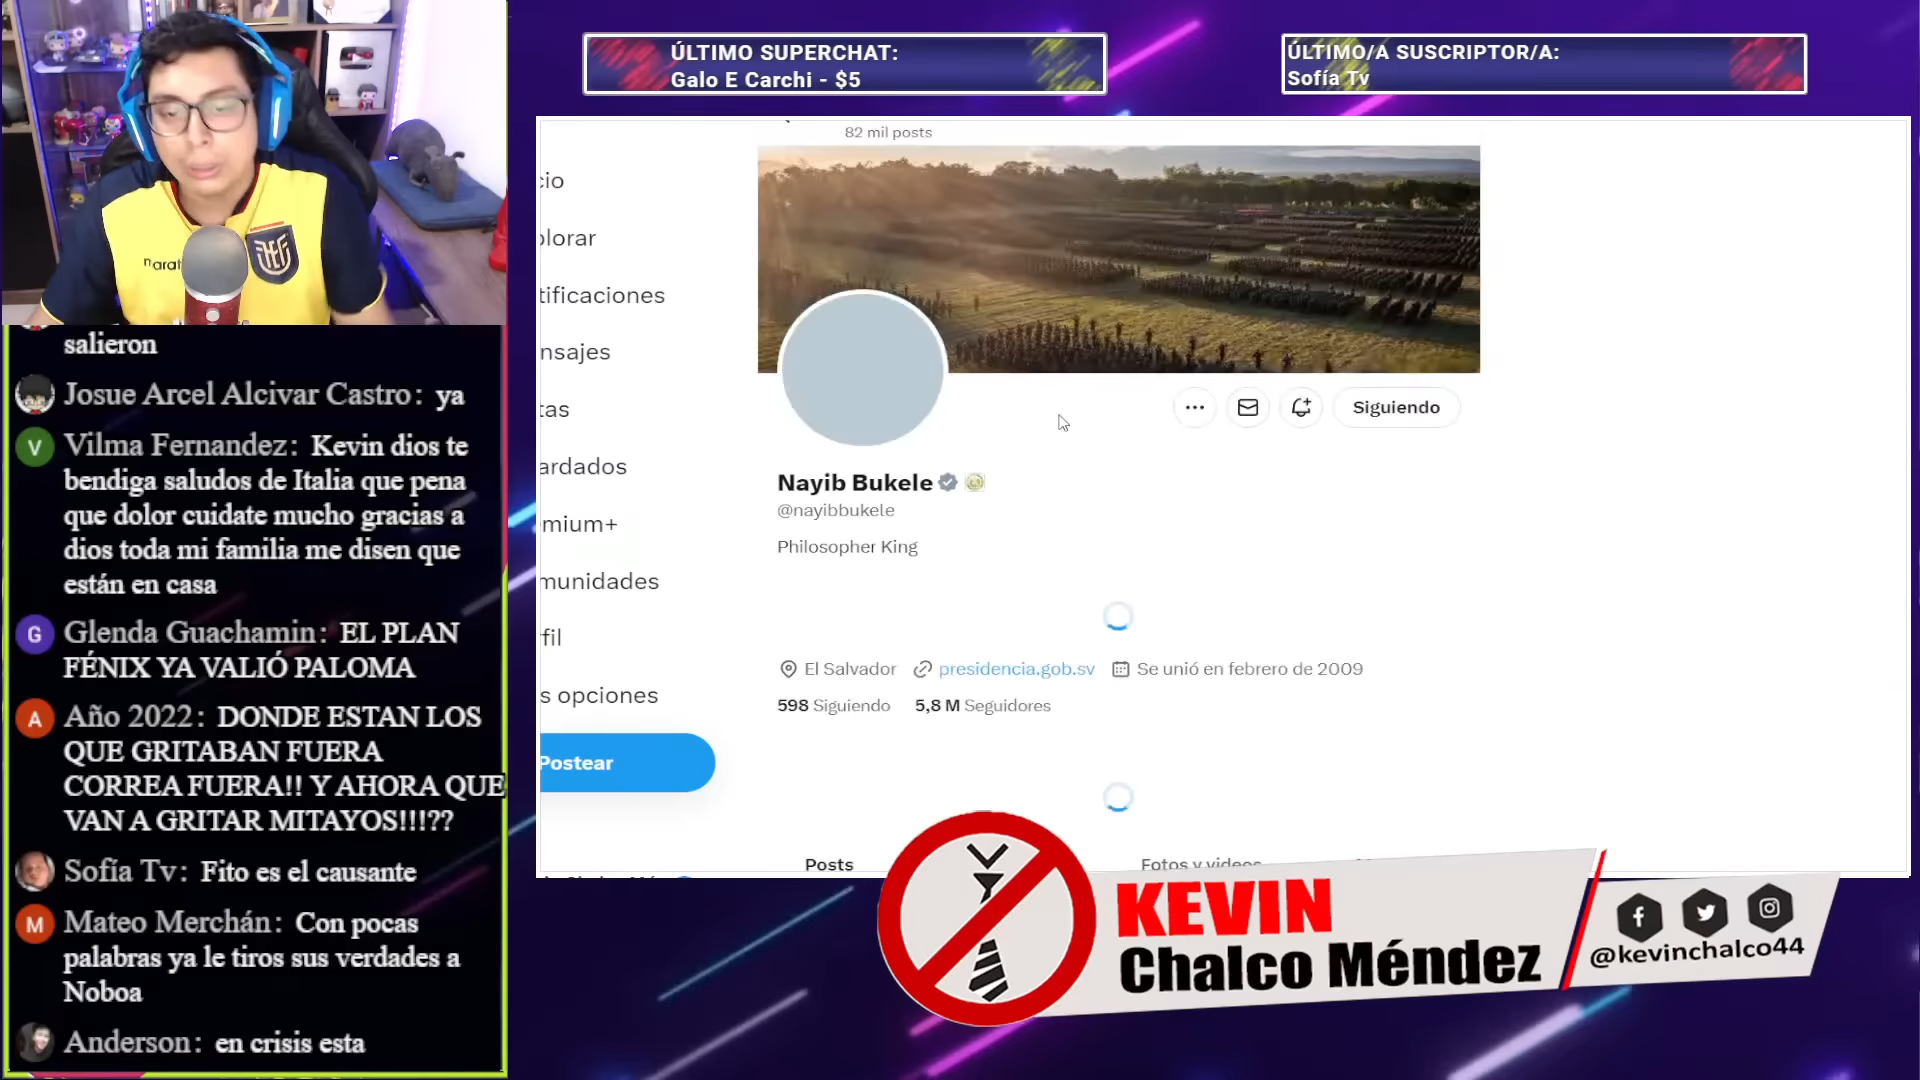 ÚLTIMO SUPERCHAT:
Galo E Carchi - $5
ÚLTIMO/A SUSCRIPTOR/A:
Sofía Tv
82 mil posts
cio
plorar
tificaciones
nsajes
tas
ardados
mium+
munidades
fil
s opciones
Postear
Siguiendo
Nayib Bukele
@nayibbukele
Philosopher King
El Salvador presidencia.gob.sv Se unió en febrero de 2009
598 Siguiendo 5,8 M Seguidores
Posts
Fotos y videos
marat
salieron
Josue Arcel Alcivar Castro: ya
V Vilma Fernandez: Kevin dios te
bendiga saludos de Italia que pena
que dolor cuidate mucho gracias a
dios toda mi familia me disen que
están en casa
G Glenda Guachamin: EL PLAN
FÉNIX YA VALIÓ PALOMA
A Año 2022: DONDE ESTAN LOS
QUE GRITABAN FUERA
CORREA FUERA!! Y AHORA QUE
VAN A GRITAR MITAYOS!!!??
Sofía Tv: Fito es el causante
M Mateo Merchán: Con pocas
palabras ya le tiros sus verdades a
Noboa
Anderson: en crisis esta
KEVIN
Chalco Méndez
@kevinchalco44